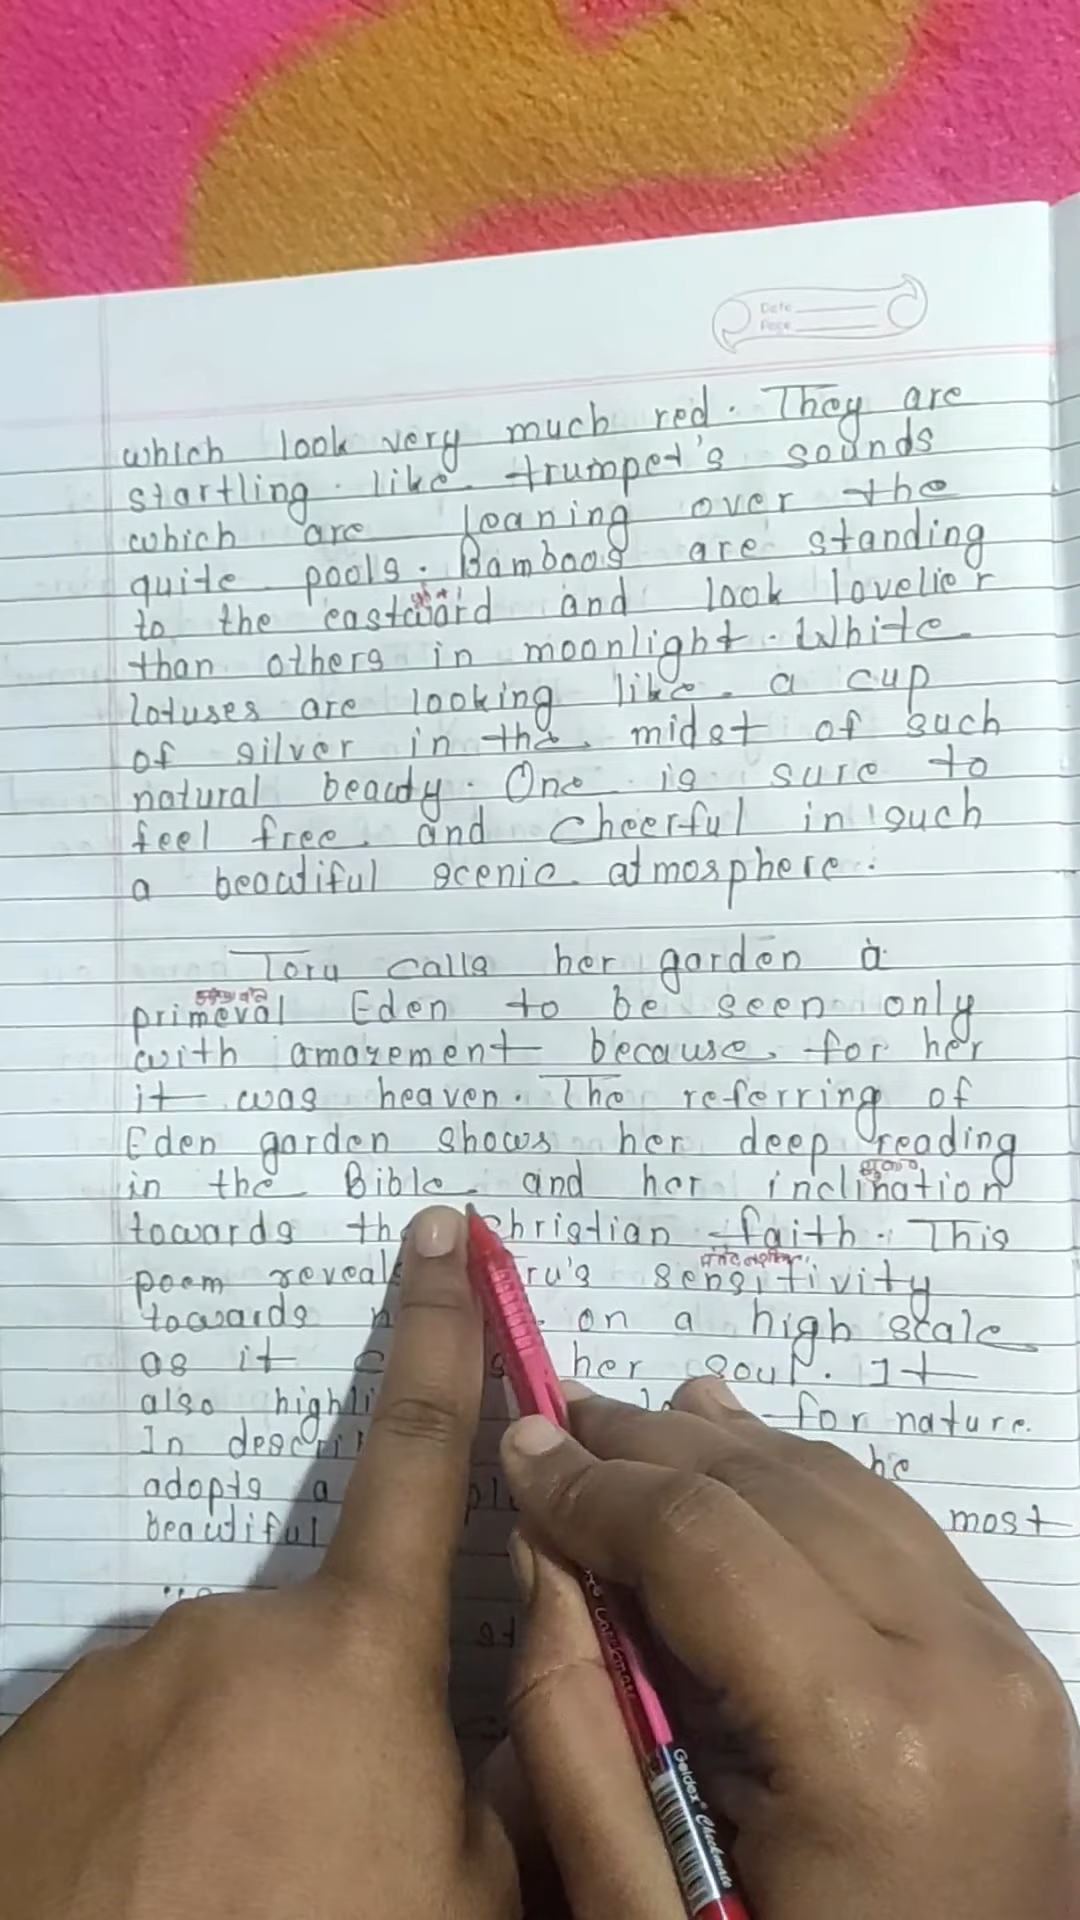 Date
Page
which look very much red. They are
startling like trumpet's sounds
which are leaning over the
quite pools. Bamboos are standing
to the eastward and look lovelier
than others in moonlight. White
lotuses are looking like a cup
of silver in the midst of such
natural beauty. One is sure to
feel free and cheerful in such
a beautiful scenic atmosphere.
Toru calls her garden a
primeval Eden to be seen only
with amazement because for her
it was heaven. The referring of
Eden garden shows her deep reading
झुकाव
in the Bible and her inclination
towards the Christian faith. This
poem reveals sensitivity
towards on a high scale
as it her soul. It
also for nature.
In he
adopts a
beautiful most
Goldex Checkmate